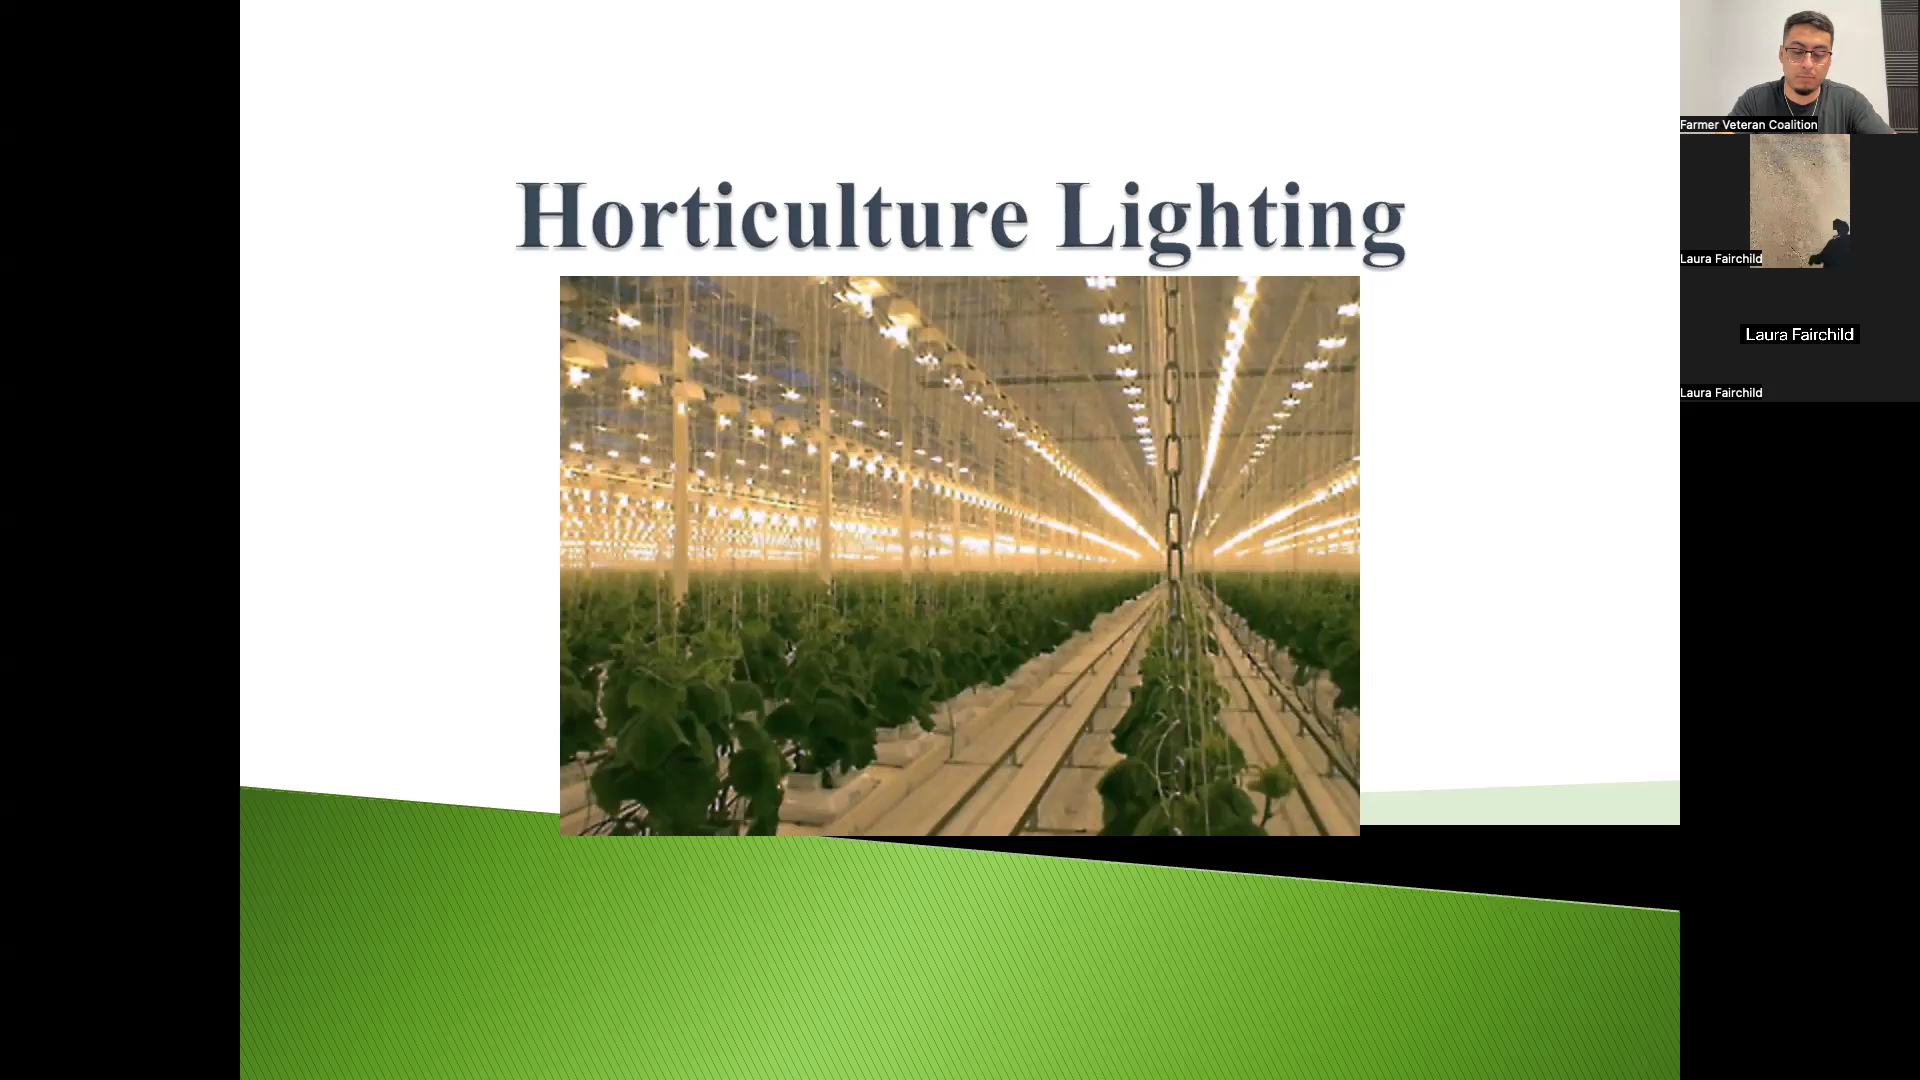 Horticulture Lighting
Farmer Veteran Coalition
Laura Fairchild
Laura Fairchild
Laura Fairchild